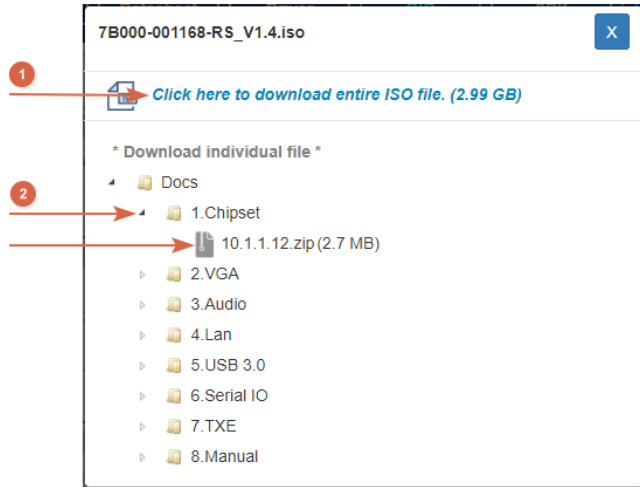 7B000-001168-RS_V1.4.iso
X
1
Click here to download entire ISO file. (2.99 GB)
* Download individual file *
Docs
2
1.Chipset
10.1.1.12.zip (2.7 MB)
2.VGA
3.Audio
4.Lan
5.USB 3.0
6.Serial IO
7.TXE
8.Manual